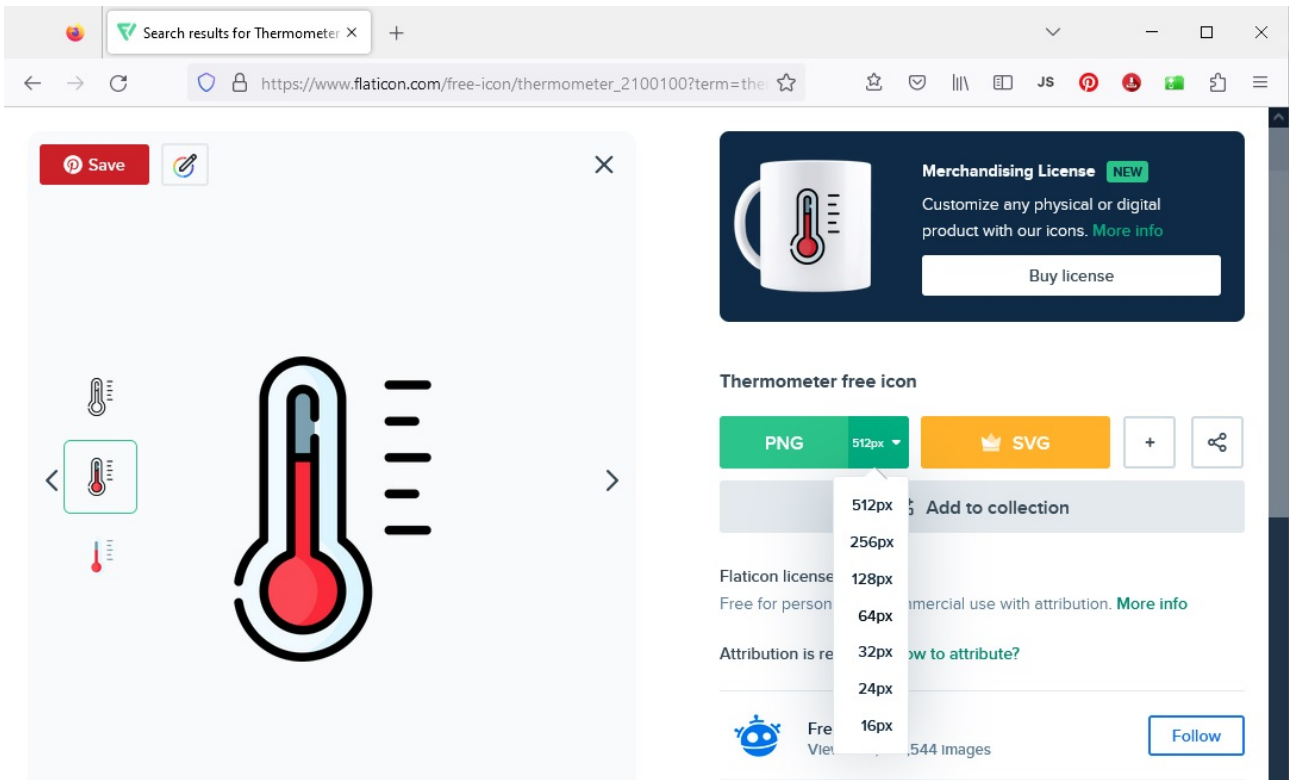 Search results for Thermometer
https://www.flaticon.com/free-icon/thermometer_2100100?term=the
JS
Save
Merchandising License NEW
Customize any physical or digital
product with our icons. More info
Buy license
Thermometer free icon
PNG 512px SVG +
512px Add to collection
256px
Flaticon license 128px
Free for person 64px mmercial use with attribution. More info
Attribution is re 32px ow to attribute?
24px
Fre 16px Follow
,544 images